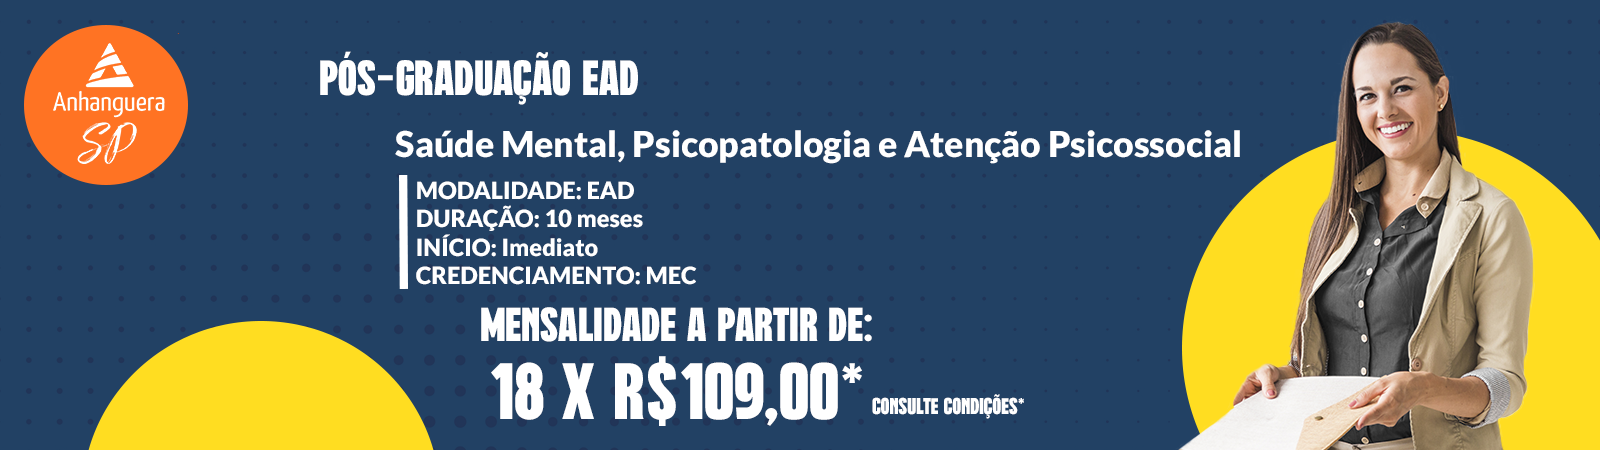 Anhanguera
SP
PÓS-GRADUAÇÃO EAD
Saúde Mental, Psicopatologia e Atenção Psicossocial
MODALIDADE: EAD
DURAÇÃO: 10 meses
INÍCIO: Imediato
CREDENCIAMENTO: MEC
MENSALIDADE A PARTIR DE:
18 X R$109,00* CONSULTE CONDIÇÕES*